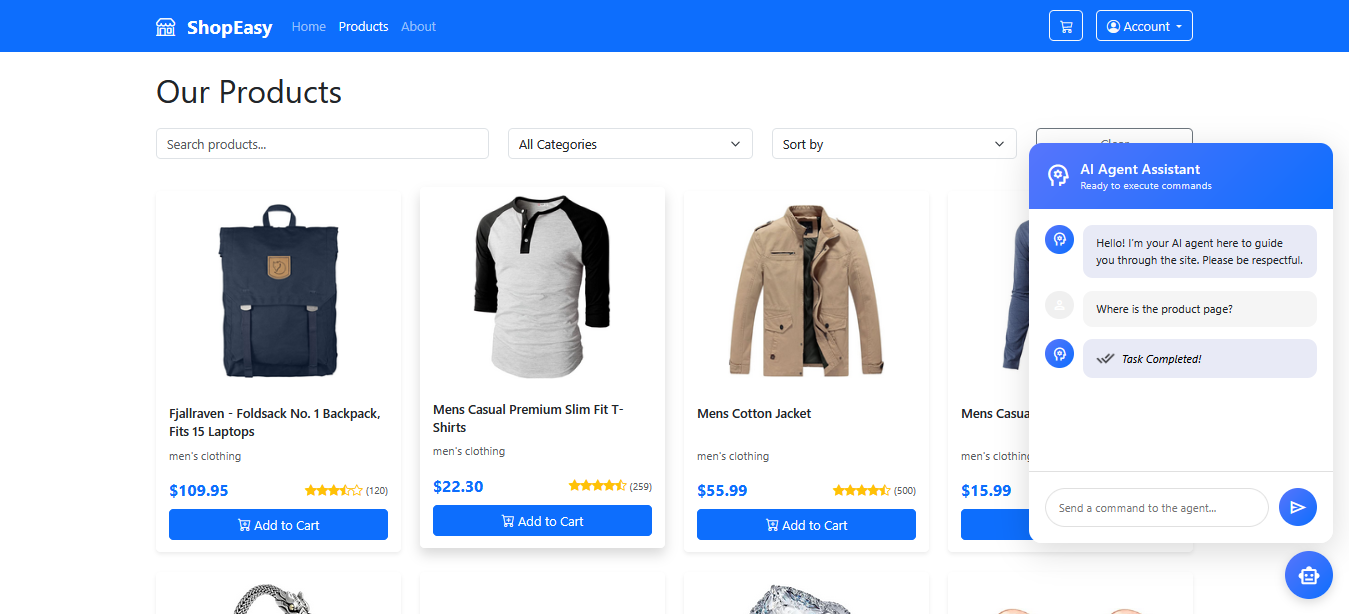 ShopEasy Home Products About Account
Our Products
Search products...
All Categories
Sort by
Fjallraven - Foldsack No. 1 Backpack,
Fits 15 Laptops
men's clothing
$109.95 (120)
Add to Cart
Mens Casual Premium Slim Fit T-
Shirts
men's clothing
$22.30 (259)
Add to Cart
Mens Cotton Jacket
men's clothing
$55.99 (500)
Add to Cart
Mens
men's
$15.99
AI Agent Assistant
Ready to execute commands
Hello! I'm your AI agent here to guide
you through the site. Please be respectful.
Where is the product page?
Task Completed!
Send a command to the agent...